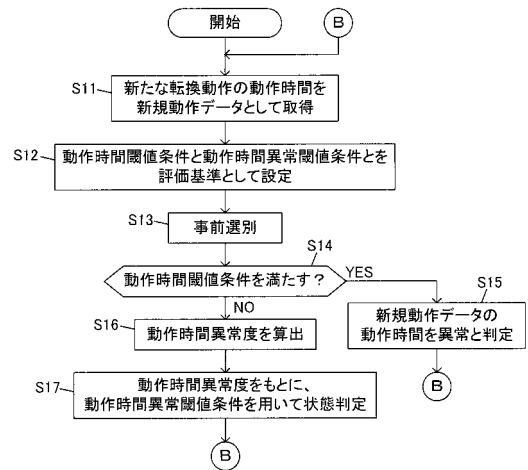 開始
B
S11
新たな転換動作の動作時間を
新規動作データとして取得
S12
動作時間閾値条件と動作時間異常閾値条件とを
評価基準として設定
S13
事前選別
S14
動作時間閾値条件を満たす?
YES
NO
S15
新規動作データの
動作時間を異常と判定
S16
動作時間異常度を算出
B
S17
動作時間異常度をもとに、
動作時間異常閾値条件を用いて状態判定
B